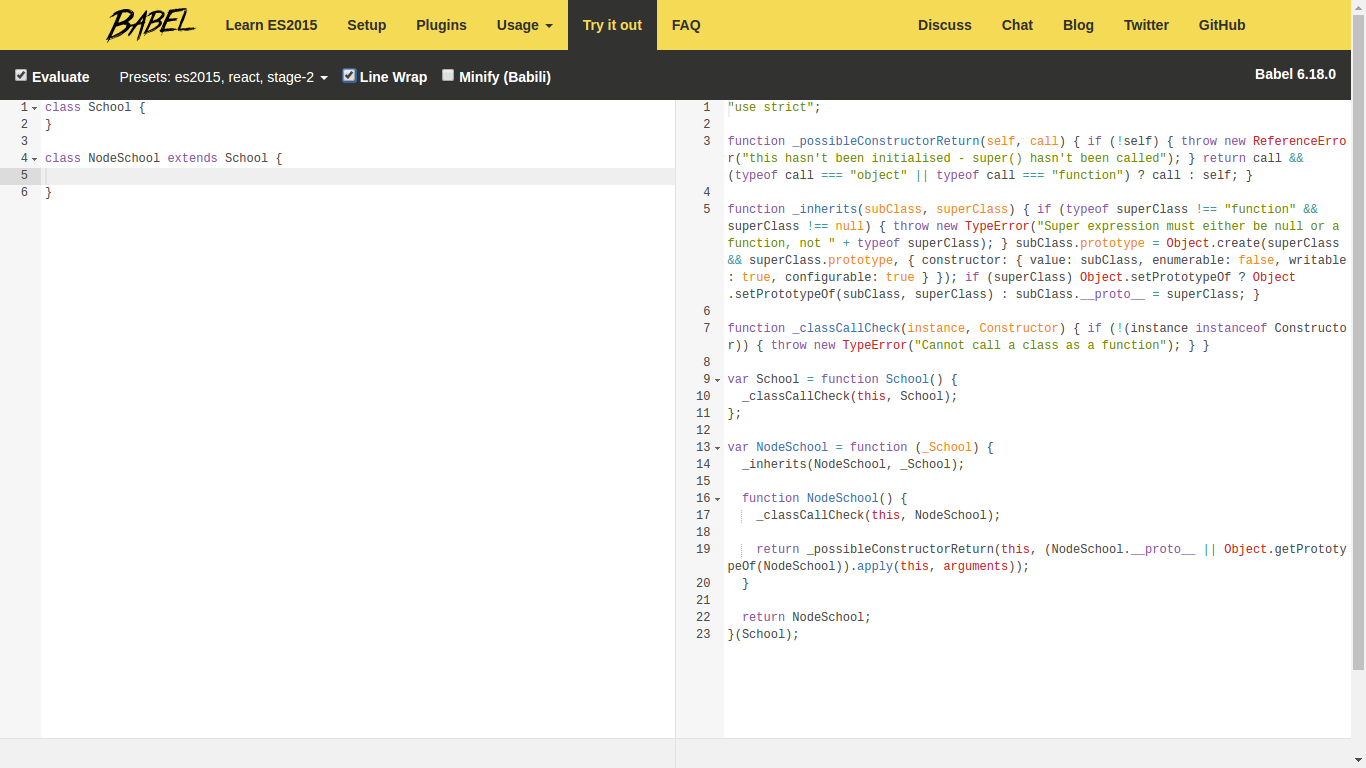 BABEL Learn ES2015 Setup Plugins Usage Try it out FAQ Discuss Chat Blog Twitter GitHub
Evaluate Presets: es2015, react, stage-2 Line Wrap Minify (Babili) Babel 6.18.0
1 class School {
2 }
3
4 class NodeSchool extends School {
5
6 }
1 "use strict";
2
3 function _possibleConstructorReturn(self, call) { if (!self) { throw new ReferenceErro
r("this hasn't been initialised - super() hasn't been called"); } return call &&
(typeof call === "object" || typeof call === "function") ? call : self; }
4
5 function _inherits(subClass, superClass) { if (typeof superClass !== "function" &&
superClass !== null) { throw new TypeError("Super expression must either be null or a
function, not " + typeof superClass); } subClass.prototype = Object.create(superClass
&& superClass.prototype, { constructor: { value: subClass, enumerable: false, writable
: true, configurable: true } }); if (superClass) Object.setPrototypeOf ? Object
.setPrototypeOf(subClass, superClass) : subClass.__proto__ = superClass; }
6
7 function _classCallCheck(instance, Constructor) { if (!(instance instanceof Constructo
r)) { throw new TypeError("Cannot call a class as a function"); } }
8
9 var School = function School() {
10 _classCallCheck(this, School);
11 };
12
13 var NodeSchool = function (_School) {
14 _inherits(NodeSchool, _School);
15
16 function NodeSchool() {
17 _classCallCheck(this, NodeSchool);
18
19 return _possibleConstructorReturn(this, (NodeSchool.__proto__ || Object.getPrototy
peOf(NodeSchool)).apply(this, arguments));
20 }
21
22 return NodeSchool;
23 }(School);